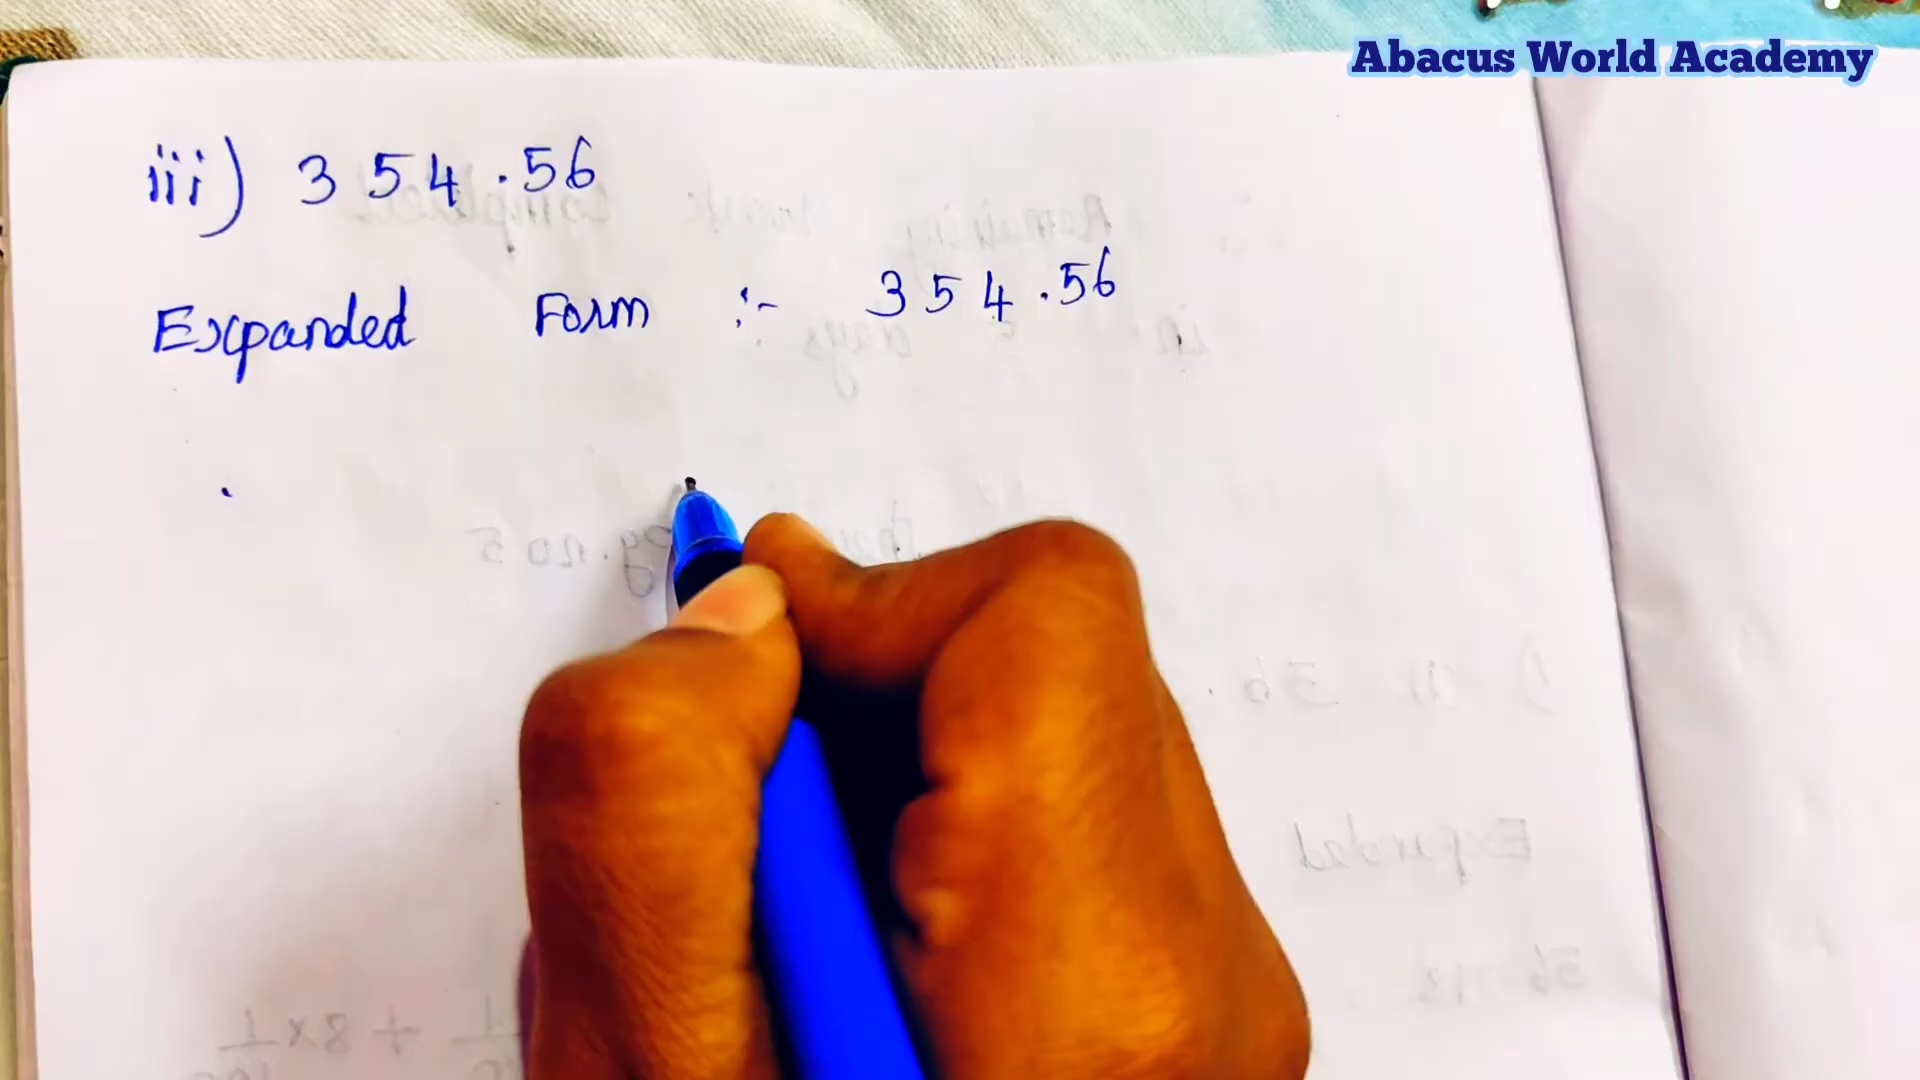 Abacus World Academy
iii) 354.56
Expanded Form :- 354.56